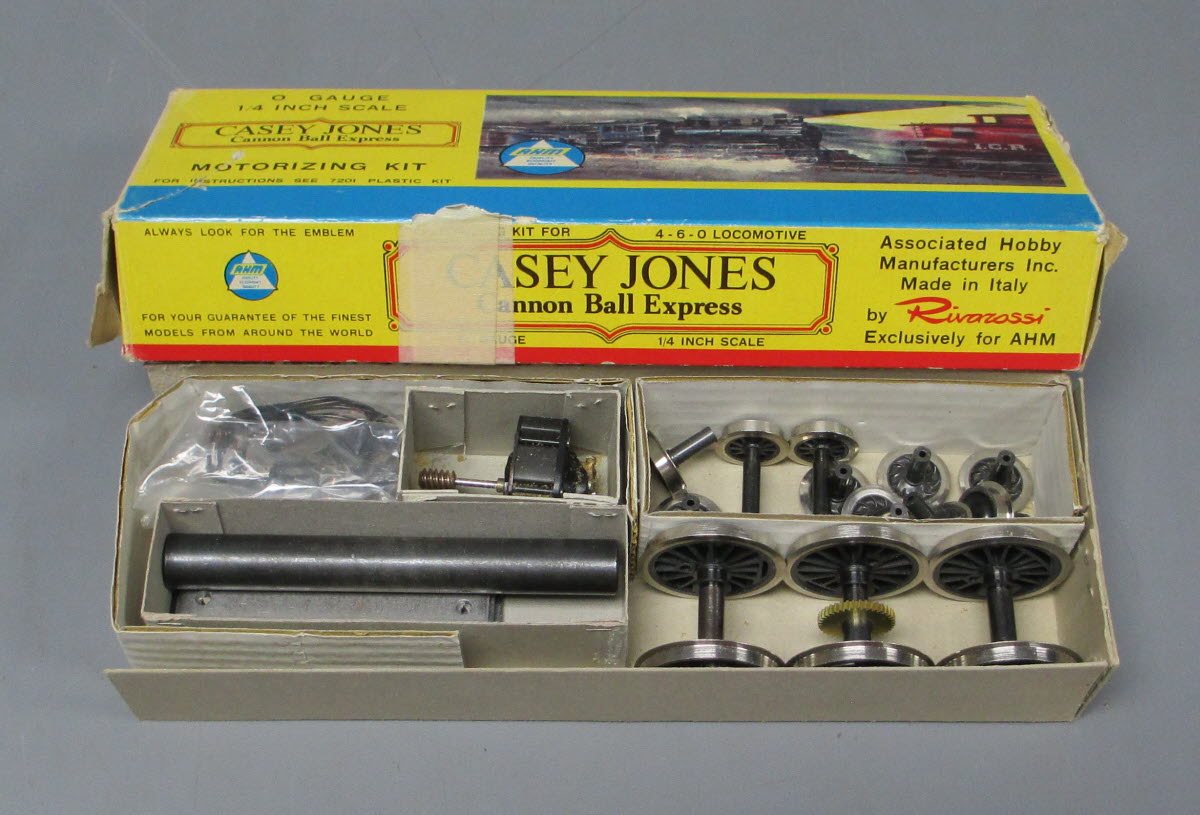 O GAUGE
1/4 INCH SCALE
CASEY JONES
Cannon Ball Express
MOTORIZING KIT
FOR INSTRUCTIONS SEE 7201 PLASTIC KIT
AHM
I.C.R.
ALWAYS LOOK FOR THE EMBLEM
AHM
FOR YOUR GUARANTEE OF THE FINEST
MODELS FROM AROUND THE WORLD
KIT FOR 4-6-0 LOCOMOTIVE
CASEY JONES
Cannon Ball Express
1/4 INCH SCALE
Associated Hobby
Manufacturers Inc.
Made in Italy
by Rivarossi
Exclusively for AHM